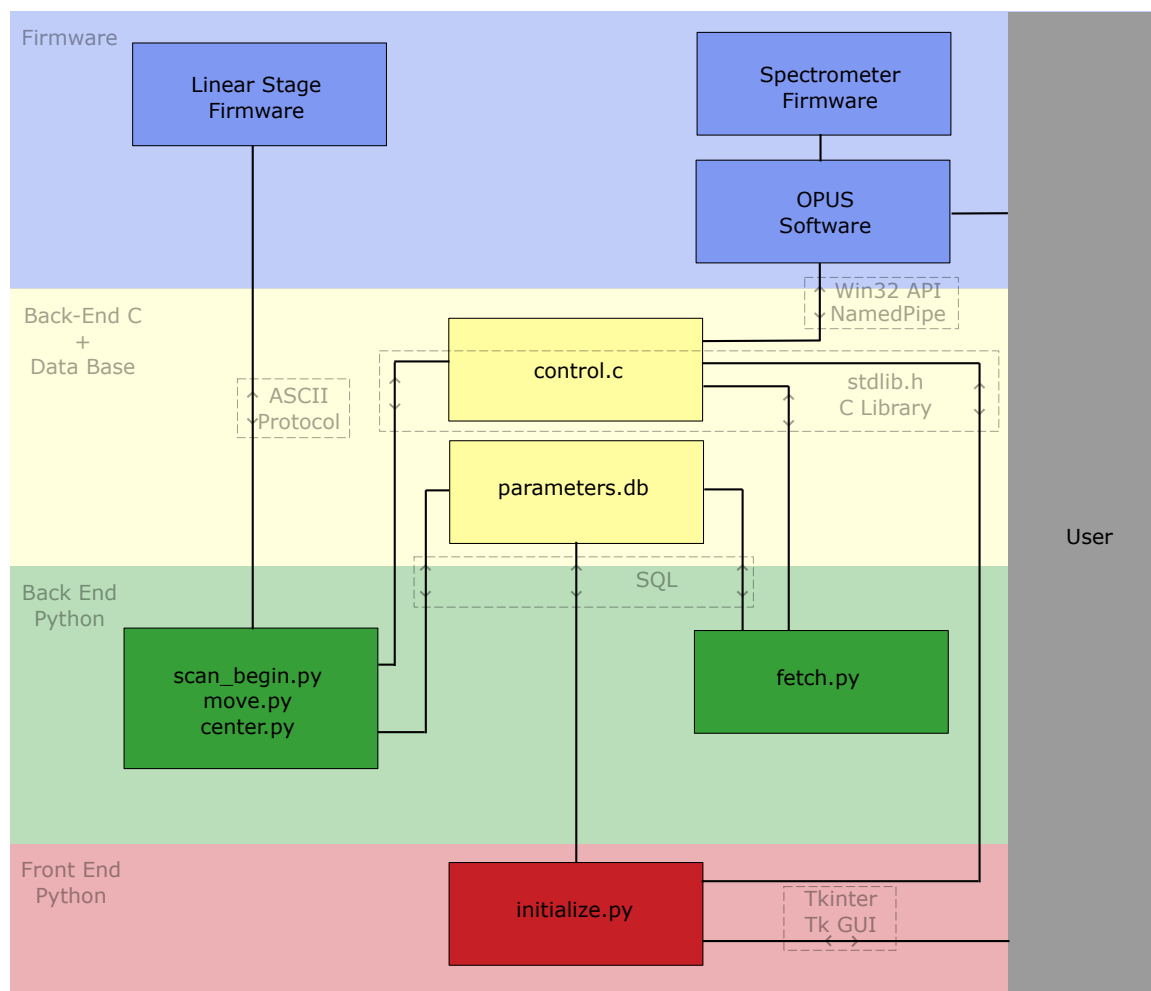 Firmware
Linear Stage
Firmware
Spectrometer
Firmware
OPUS
Software
Win32 API
NamedPipe
Back-End C
+
Data Base
control.c
stdlib.h
C Library
ASCII
Protocol
parameters.db
User
SQL
Back End
Python
scan_begin.py
move.py
center.py
fetch.py
Front End
Python
initialize.py
Tkinter
Tk GUI